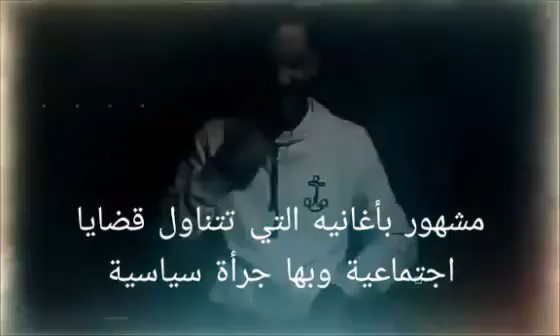 مشهور بأغانيه التي تتناول قضايا
اجتماعية وبها جرأة سياسية